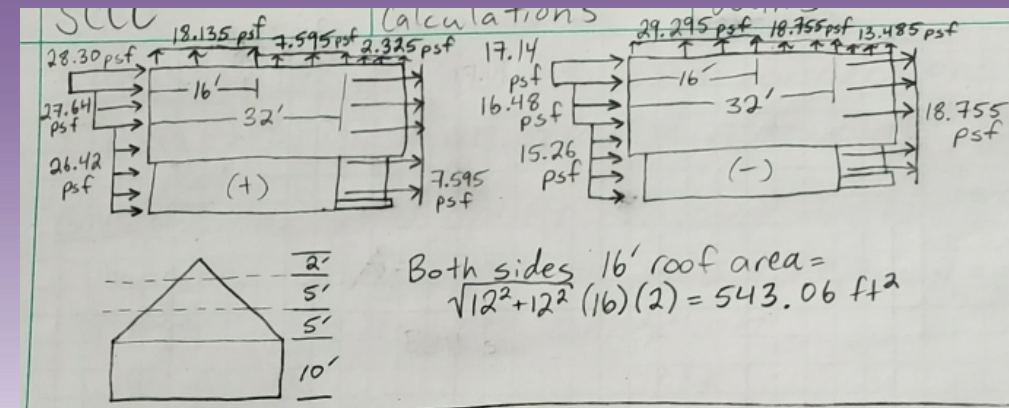 SCCC Calculations
28.30 psf 18.135 psf 7.595 psf 2.325 psf
16'
27.64 psf
32'
26.42 psf
(+)
7.595 psf
17.14 psf 29.295 psf 18.755 psf 13.485 psf
16'
16.48 psf
32'
18.755 psf
15.26 psf
(-)
2'
5'
5'
10'
Both sides 16' roof area =
√12²+12² (16)(2) = 543.06 ft²